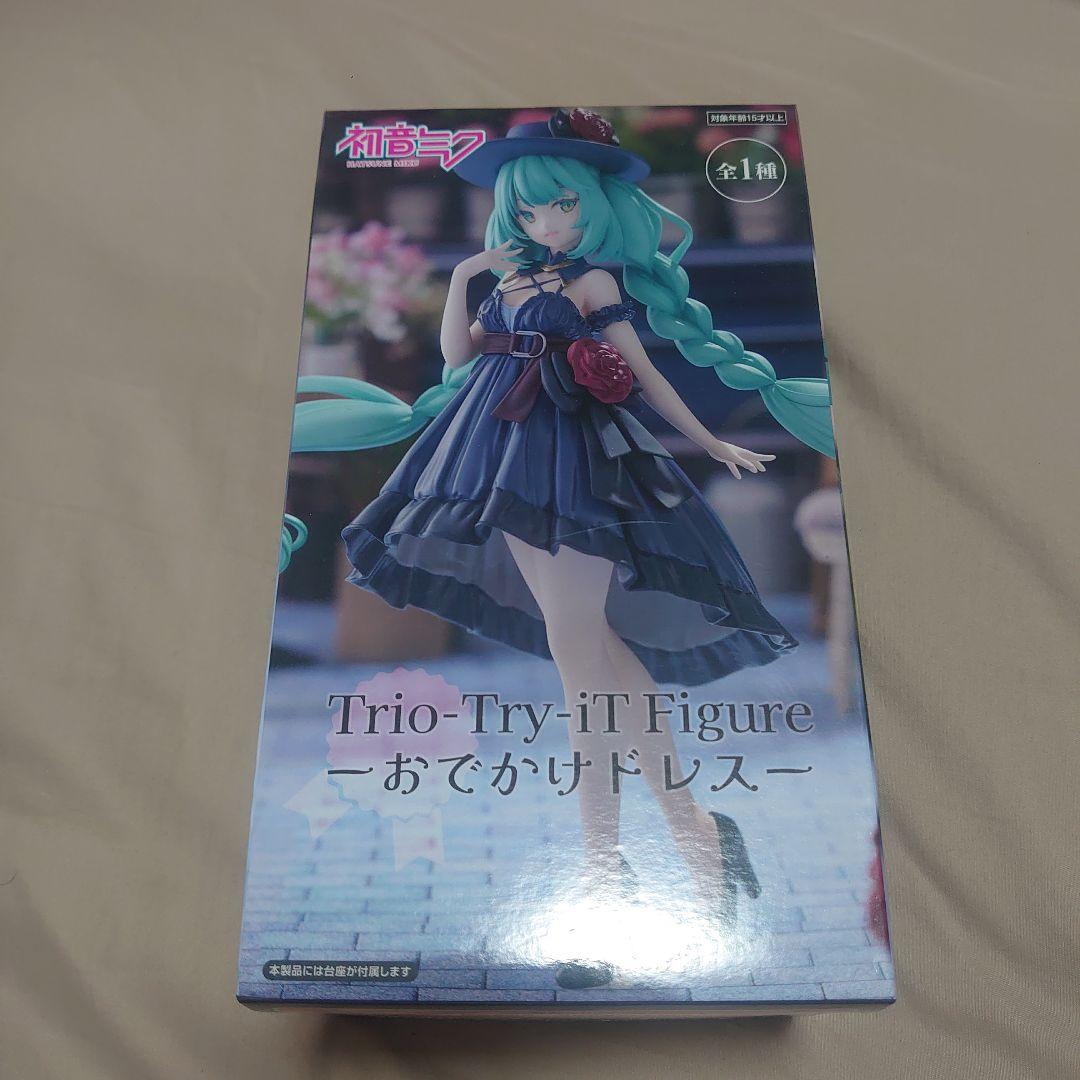 初音ミク
HATSUNE MIKU
対象年齢15才以上
全1種
Trio-Try-iT Figure
ーおでかけドレスー
本製品には台座が付属します